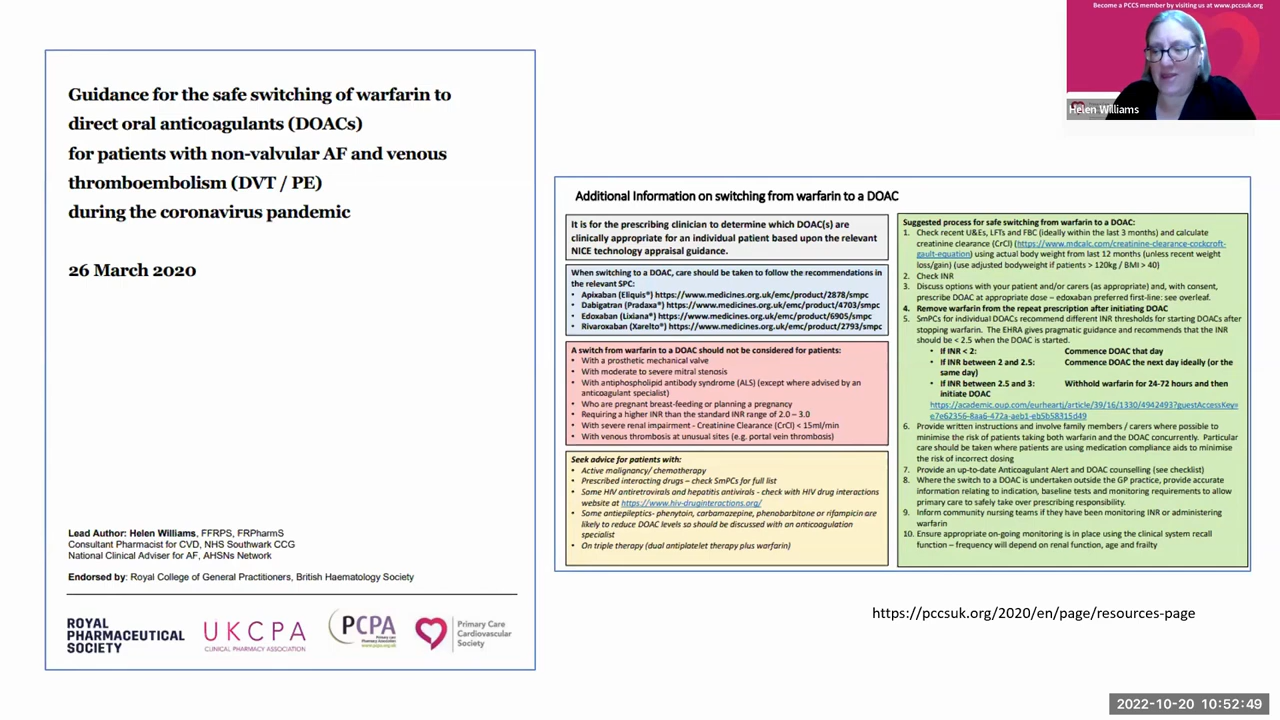 Become a PCCS member by visiting us at www.pccsuk.org
Helen Williams
Guidance for the safe switching of warfarin to
direct oral anticoagulants (DOACs)
for patients with non-valvular AF and venous
thromboembolism (DVT / PE)
during the coronavirus pandemic
26 March 2020
Lead Author: Helen Williams, FFRPS, FRPharmS
Consultant Pharmacist for CVD, NHS Southwark CCG
National Clinical Adviser for AF, AHSNs Network
Endorsed by: Royal College of General Practitioners, British Haematology Society
ROYAL
PHARMACEUTICAL
SOCIETY
UKCPA
CLINICAL PHARMACY ASSOCIATION
PCPA
Primary Care
Cardiovascular
Society
Additional Information on switching from warfarin to a DOAC
It is for the prescribing clinician to determine which DOAC(s) are
clinically appropriate for an individual patient based upon the relevant
NICE technology appraisal guidance.
When switching to a DOAC, care should be taken to follow the recommendations in
the relevant SPC:
• Apixaban (Eliquis®) https://www.medicines.org.uk/emc/product/2878/smpc
• Dabigatran (Pradaxa®) https://www.medicines.org.uk/emc/product/4703/smpc
• Edoxaban (Lixiana®) https://www.medicines.org.uk/emc/product/6905/smpc
• Rivaroxaban (Xarelto®) https://www.medicines.org.uk/emc/product/2793/smpc
A switch from warfarin to a DOAC should not be considered for patients:
• With a prosthetic mechanical valve
• With moderate to severe mitral stenosis
• With antiphospholipid antibody syndrome (ALS) (except where advised by an
anticoagulant specialist)
• Who are pregnant breast-feeding or planning a pregnancy
• Requiring a higher INR than the standard INR range of 2.0 – 3.0
• With severe renal impairment - Creatinine Clearance (CrCl) < 15ml/min
• With venous thrombosis at unusual sites (e.g. portal vein thrombosis)
Seek advice for patients with:
• Active malignancy/ chemotherapy
• Prescribed interacting drugs – check SmPCs for full list
• Some HIV antiretrovirals and hepatitis antivirals - check with HIV drug interactions
website at https://www.hiv-druginteractions.org/
• Some antiepileptics- phenytoin, carbamazepine, phenobarbitone or rifampicin are
likely to reduce DOAC levels so should be discussed with an anticoagulation
specialist
• On triple therapy (dual antiplatelet therapy plus warfarin)
Suggested process for safe switching from warfarin to a DOAC:
1. Check recent U&Es, LFTs and FBC (ideally within the last 3 months) and calculate
creatinine clearance (CrCl) (https://www.mdcalc.com/creatinine-clearance-cockcroft-
gault-equation) using actual body weight from last 12 months (unless recent weight
loss/gain) (use adjusted bodyweight if patients > 120kg / BMI > 40)
2. Check INR
3. Discuss options with your patient and/or carers (as appropriate) and, with consent,
prescribe DOAC at appropriate dose – edoxaban preferred first-line: see overleaf.
4. Remove warfarin from the repeat prescription after initiating DOAC
5. SmPCs for individual DOACs recommend different INR thresholds for starting DOACs after
stopping warfarin. The EHRA gives pragmatic guidance and recommends that the INR
should be < 2.5 when the DOAC is started.
• If INR < 2: Commence DOAC that day
• If INR between 2 and 2.5: Commence DOAC the next day ideally (or the
same day)
• If INR between 2.5 and 3: Withhold warfarin for 24-72 hours and then
initiate DOAC
https://academic.oup.com/eurheartj/article/39/16/1330/4942493?guestAccessKey=
e7e62356-8aa6-472a-aeb1-eb5b58315d49
6. Provide written instructions and involve family members / carers where possible to
minimise the risk of patients taking both warfarin and the DOAC concurrently. Particular
care should be taken where patients are using medication compliance aids to minimise
the risk of incorrect dosing
7. Provide an up-to-date Anticoagulant Alert and DOAC counselling (see checklist)
8. Where the switch to a DOAC is undertaken outside the GP practice, provide accurate
information relating to indication, baseline tests and monitoring requirements to allow
primary care to safely take over prescribing responsibility.
9. Inform community nursing teams if they have been monitoring INR or administering
warfarin
10. Ensure appropriate on-going monitoring is in place using the clinical system recall
function – frequency will depend on renal function, age and frailty
https://pccsuk.org/2020/en/page/resources-page
2022-10-20 10:52:49